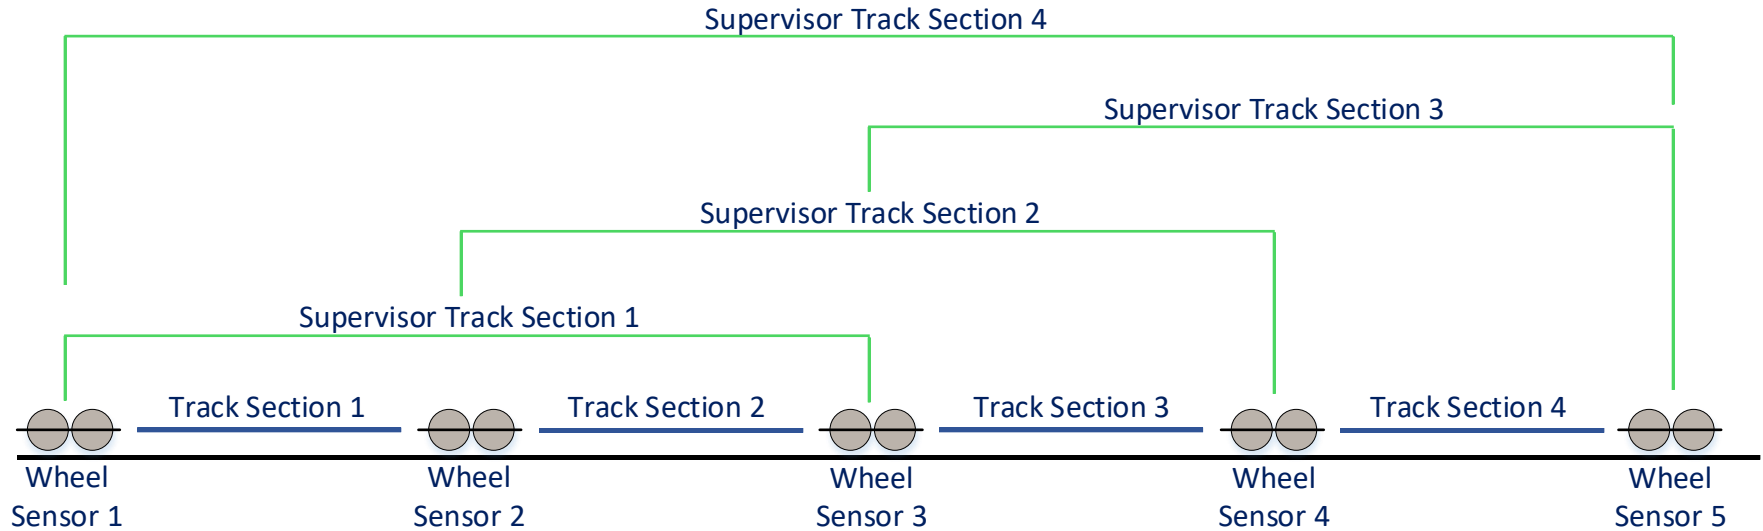 Supervisor Track Section 4
Supervisor Track Section 3
Supervisor Track Section 2
Supervisor Track Section 1
Track Section 1
Track Section 2
Track Section 3
Track Section 4
Wheel
Sensor 1
Wheel
Sensor 2
Wheel
Sensor 3
Wheel
Sensor 4
Wheel
Sensor 5